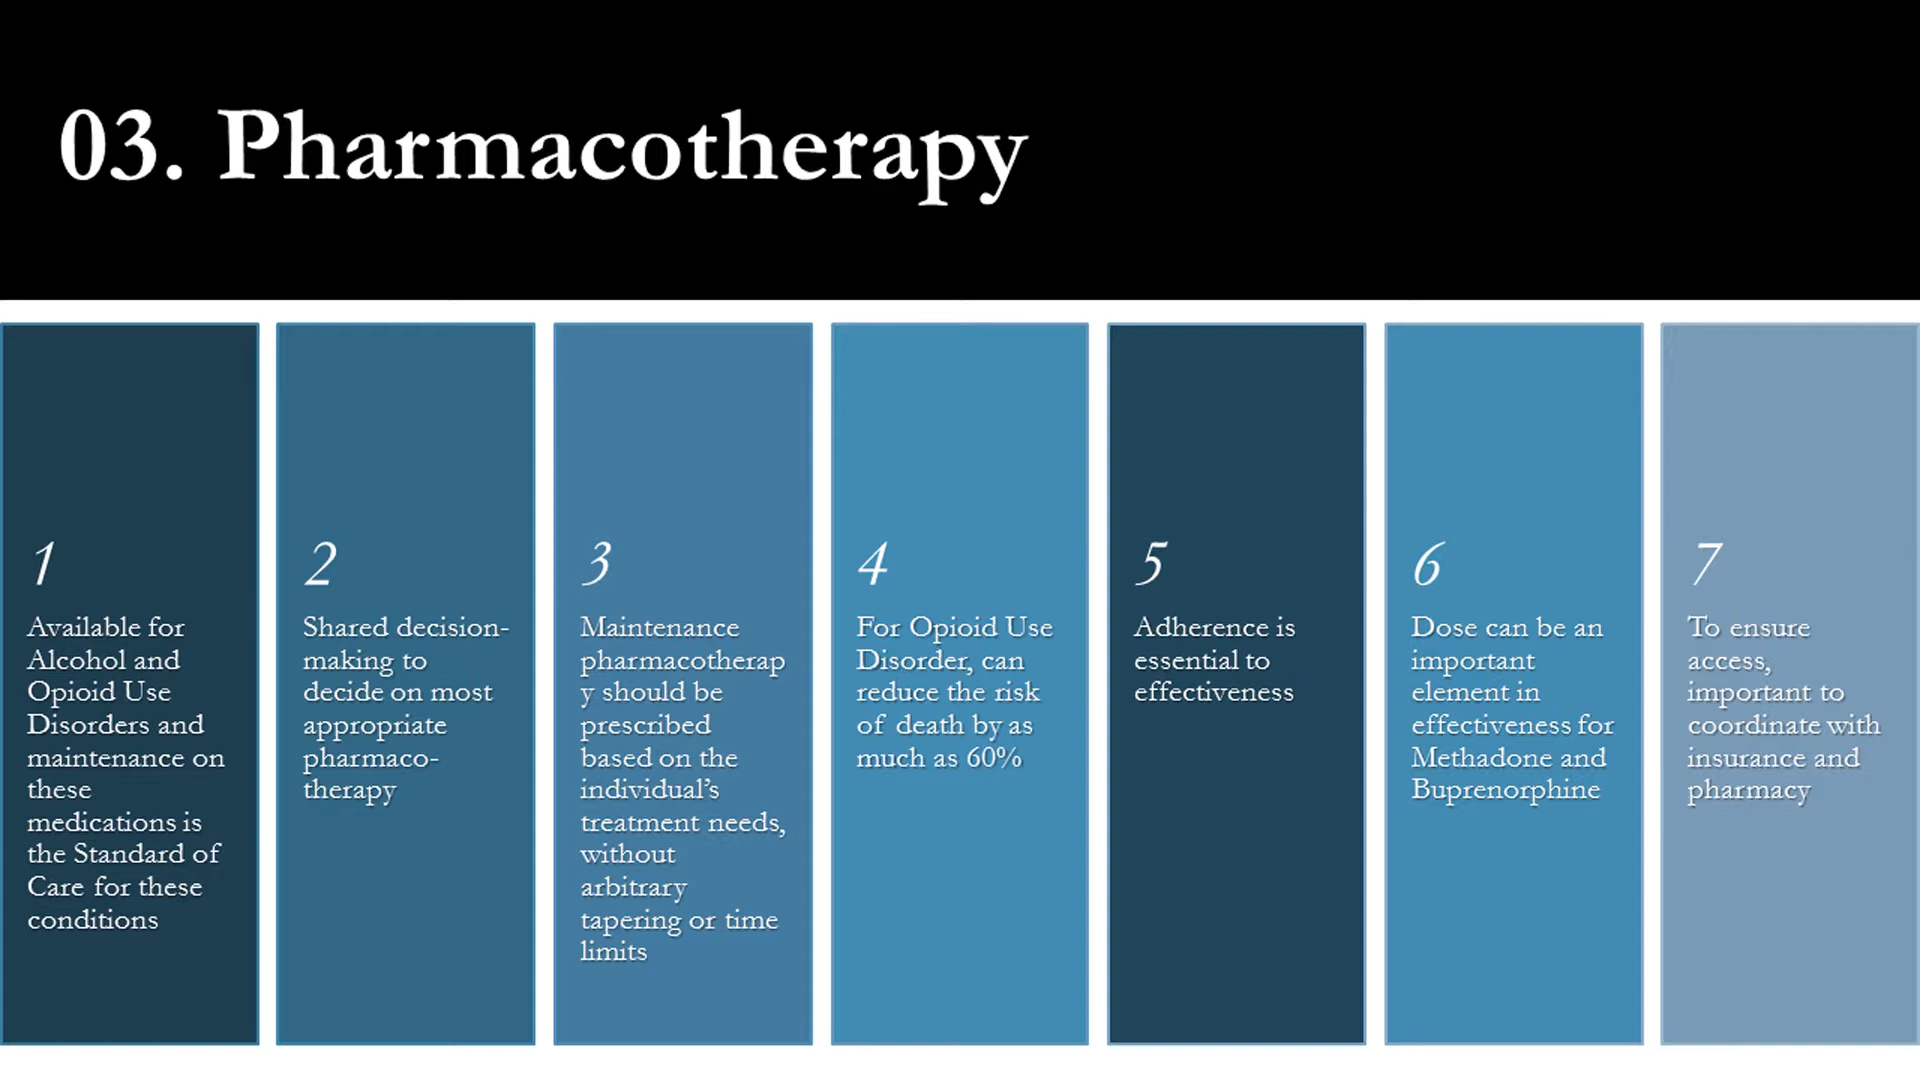 03. Pharmacotherapy
1
Available for
Alcohol and
Opioid Use
Disorders and
maintenance on
these
medications is
the Standard of
Care for these
conditions
2
Shared decision-
making to
decide on most
appropriate
pharmaco-
therapy
3
Maintenance
pharmacotherap
y should be
prescribed
based on the
individual’s
treatment needs,
without
arbitrary
tapering or time
limits
4
For Opioid Use
Disorder, can
reduce the risk
of death by as
much as 60%
5
Adherence is
essential to
effectiveness
6
Dose can be an
important
element in
effectiveness for
Methadone and
Buprenorphine
7
To ensure
access,
important to
coordinate with
insurance and
pharmacy